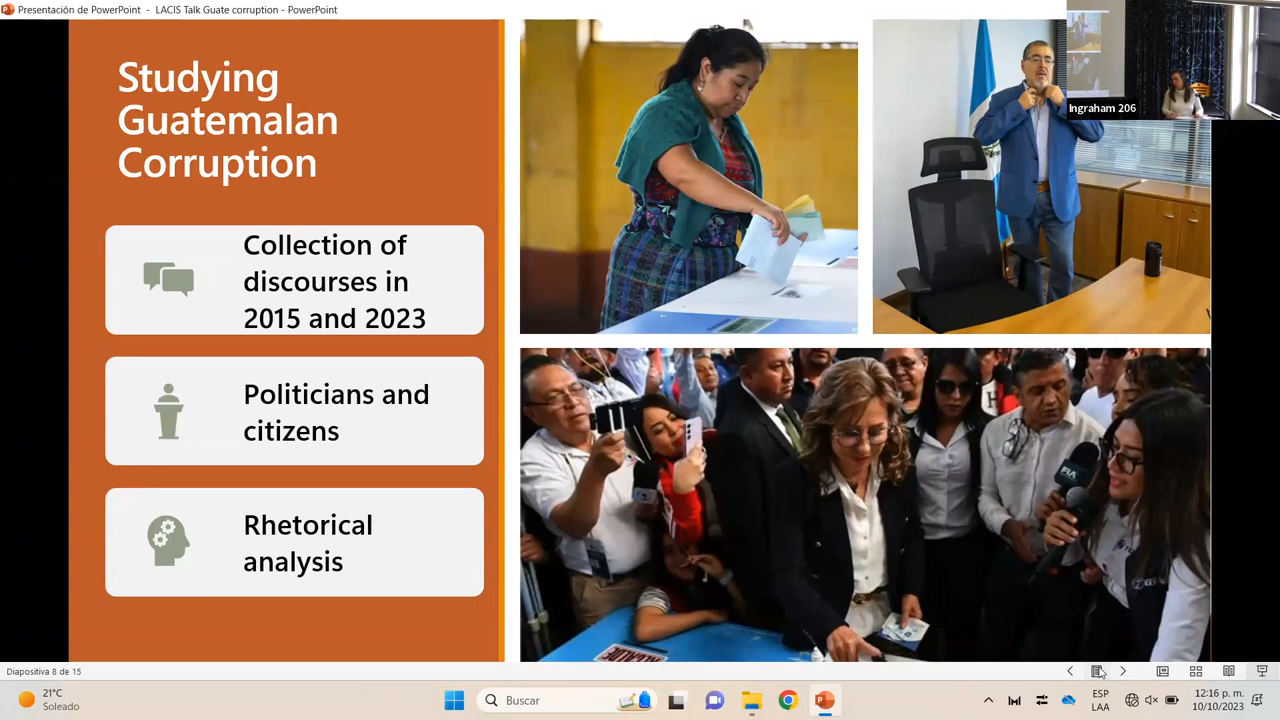 Presentación de PowerPoint - LACIS Talk Guate corruption - PowerPoint
Ingraham 206
Studying
Guatemalan
Corruption
Collection of
discourses in
2015 and 2023
Politicians and
citizens
Rhetorical
analysis
FIA
Diapositiva 8 de 15
21°C
Soleado
Buscar
ESP
LAA
12:16 p. m.
10/10/2023